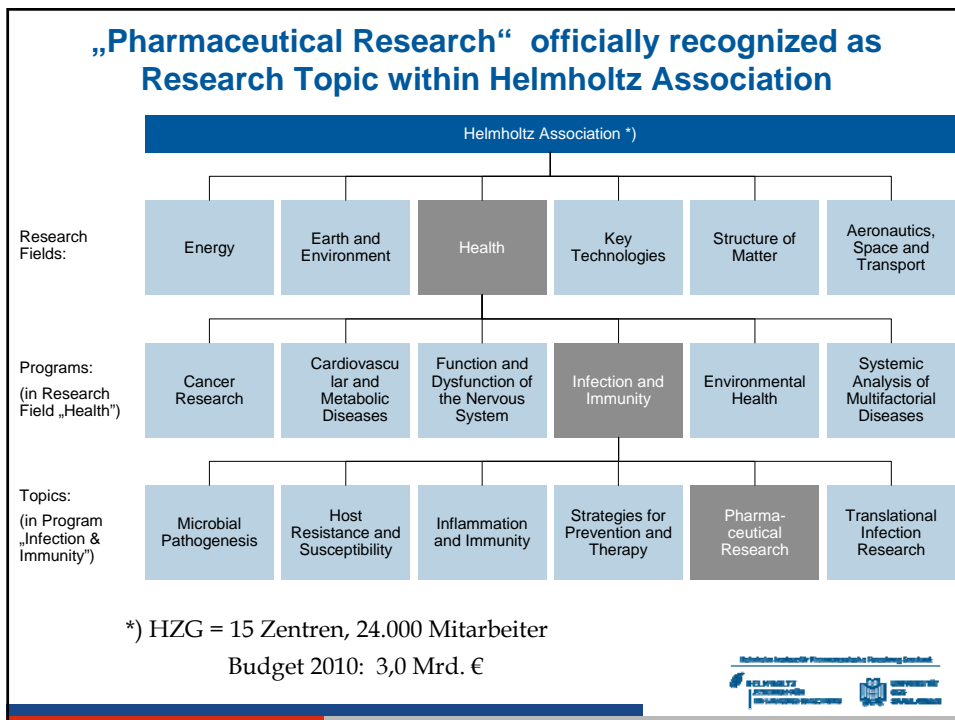 „Pharmaceutical Research“ officially recognized as
Research Topic within Helmholtz Association
Helmholtz Association *)
Research
Fields:
Energy
Earth and
Environment
Health
Key
Technologies
Structure of
Matter
Aeronautics,
Space and
Transport
Programs:
(in Research
Field „Health”)
Cancer
Research
Cardiovascu
lar and
Metabolic
Diseases
Function and
Dysfunction of
the Nervous
System
Infection and
Immunity
Environmental
Health
Systemic
Analysis of
Multifactorial
Diseases
Topics:
(in Program
„Infection &
Immunity”)
Microbial
Pathogenesis
Host
Resistance and
Susceptibility
Inflammation
and Immunity
Strategies for
Prevention and
Therapy
Pharma-
ceutical
Research
Translational
Infection
Research
*) HZG = 15 Zentren, 24.000 Mitarbeiter
Budget 2010: 3,0 Mrd. €
HELMHOLTZ
UNIVERSITÄT
DES
SAARLANDES